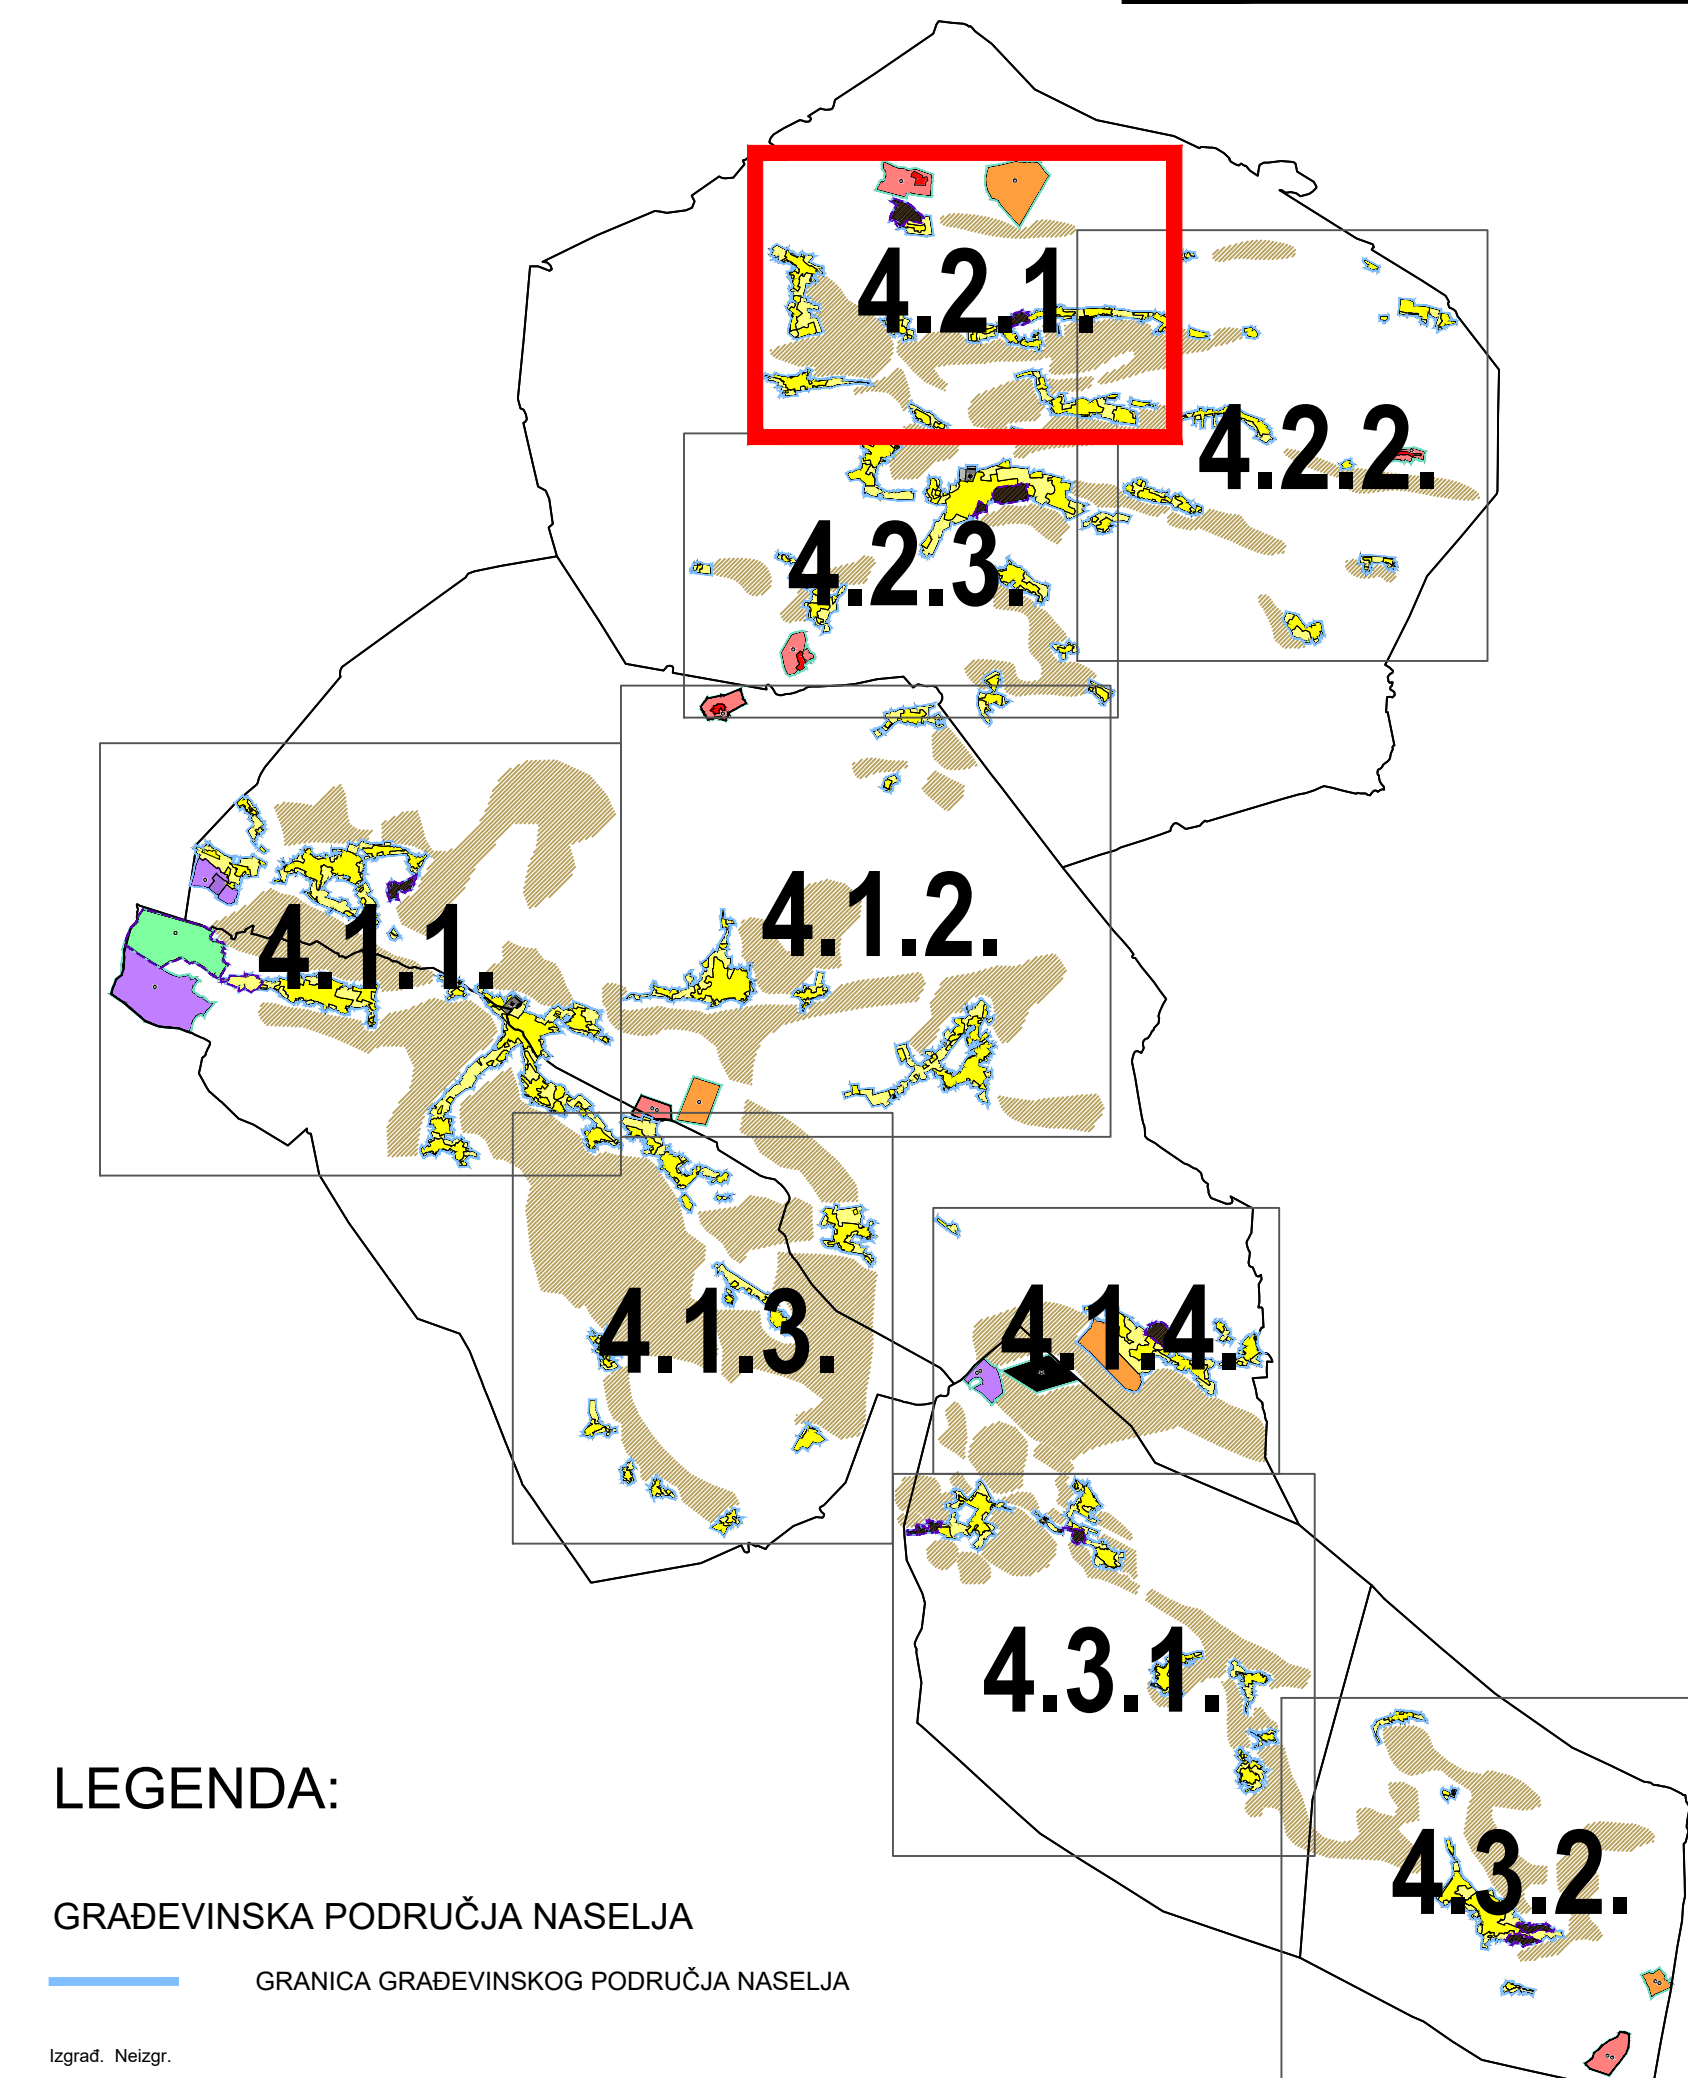 4.2.1.
4.2.2.
4.2.3.
4.1.2.
4.1.1.
4.1.3.
4.1.4.
4.3.1.
4.3.2.
LEGENDA:
GRAĐEVINSKA PODRUČJA NASELJA
GRANICA GRAĐEVINSKOG PODRUČJA NASELJA
Izgrađ. Neizgr.